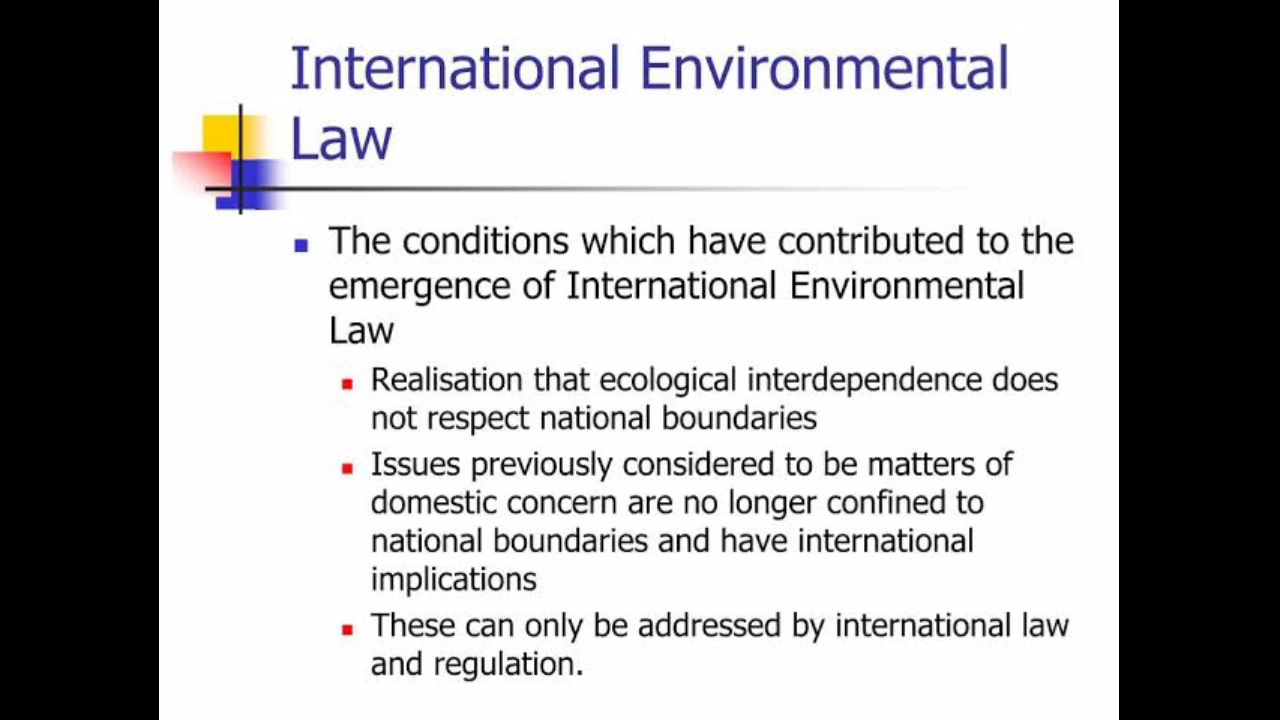 International Environmental
Law
The conditions which have contributed to the
emergence of International Environmental
Law
Realisation that ecological interdependence does
not respect national boundaries
Issues previously considered to be matters of
domestic concern are no longer confined to
national boundaries and have international
implications
These can only be addressed by international law
and regulation.